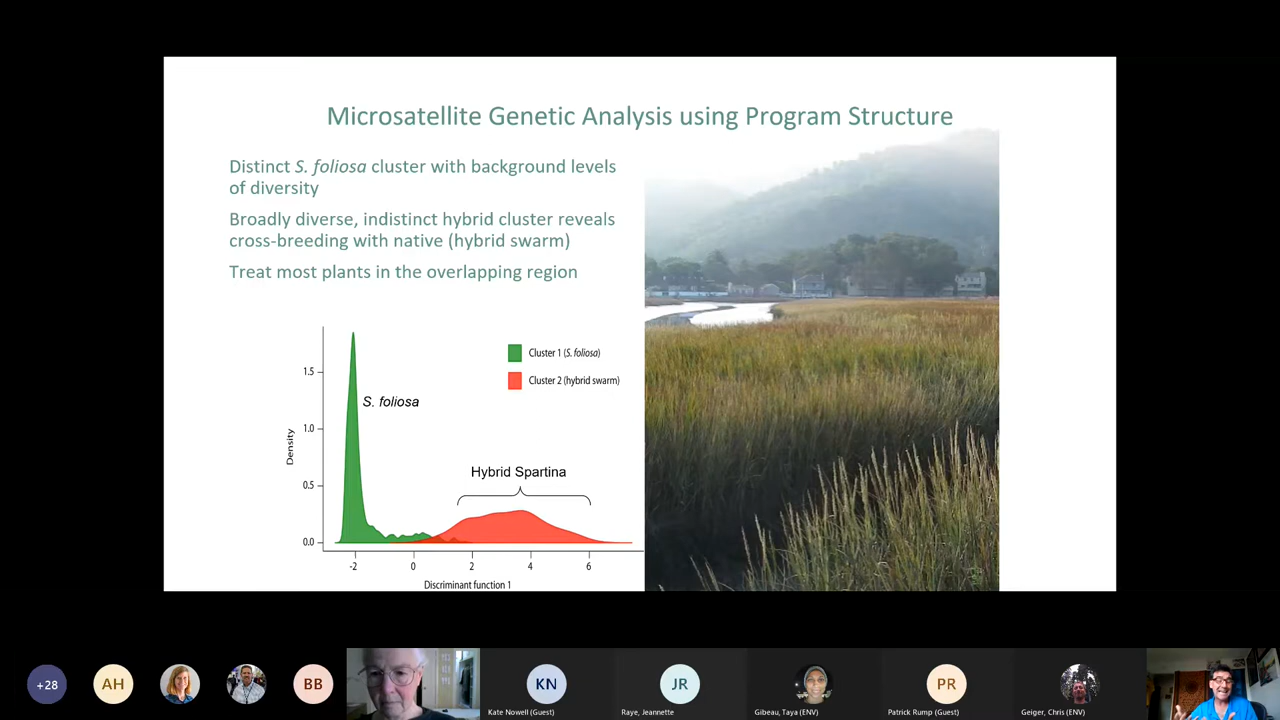 Microsatellite Genetic Analysis using Program Structure
Distinct S. foliosa cluster with background levels
of diversity
Broadly diverse, indistinct hybrid cluster reveals
cross-breeding with native (hybrid swarm)
Treat most plants in the overlapping region
Cluster 1 (S. foliosa)
Cluster 2 (hybrid swarm)
S. foliosa
Hybrid Spartina
Density
1.5
1.0
0.5
0.0
-2 0 2 4 6
Discriminant function 1
+28 AH BB KN JR PR
Kate Nowell (Guest) Raye, Jeannette Gibeau, Taya (ENV) Patrick Rump (Guest) Geiger, Chris (ENV)